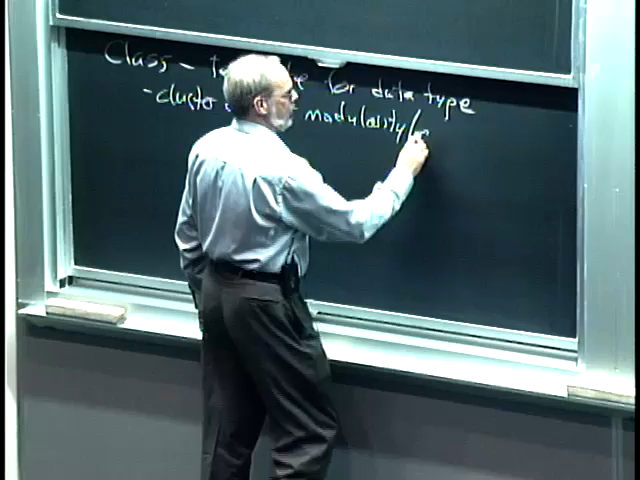 Class – for data type
- cluster modularity/